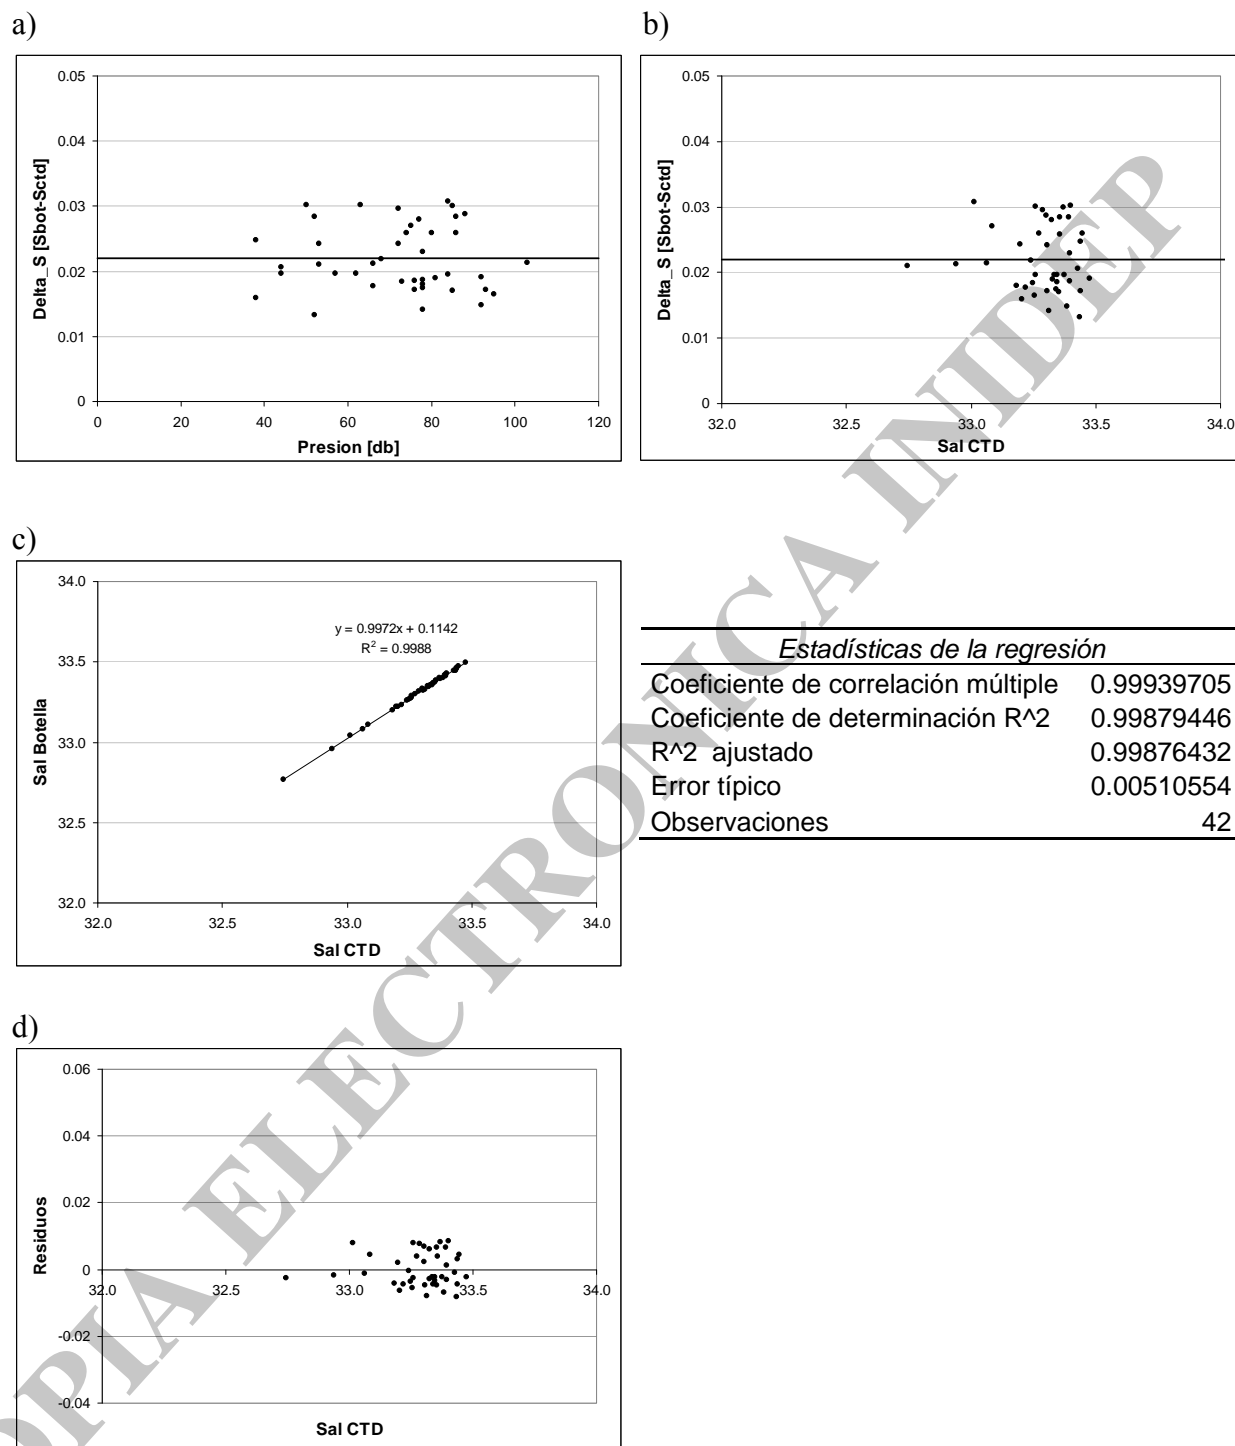 a)
b)
0.05
0.04
0.03
0.02
0.01
0
0 20 40 60 80 100 120
Presion [db]
Delta_S [Sbot-Sctd]
0.05
0.04
0.03
0.02
0.01
0
32.0 32.5 33.0 33.5 34.0
Sal CTD
Delta_S [Sbot-Sctd]
c)
34.0
33.5
33.0
32.5
32.0
y = 0.9972x + 0.1142
R² = 0.9988
32.0 32.5 33.0 33.5 34.0
Sal CTD
Sal Botella
Estadísticas de la regresión
Coeficiente de correlación múltiple 0.99939705
Coeficiente de determinación R^2 0.99879446
R^2 ajustado 0.99876432
Error típico 0.00510554
Observaciones 42
d)
0.06
0.04
0.02
0
-0.02
-0.04
32.0 32.5 33.0 33.5 34.0
Sal CTD
Residuos
OPIA ELECTRONICA INIDEP